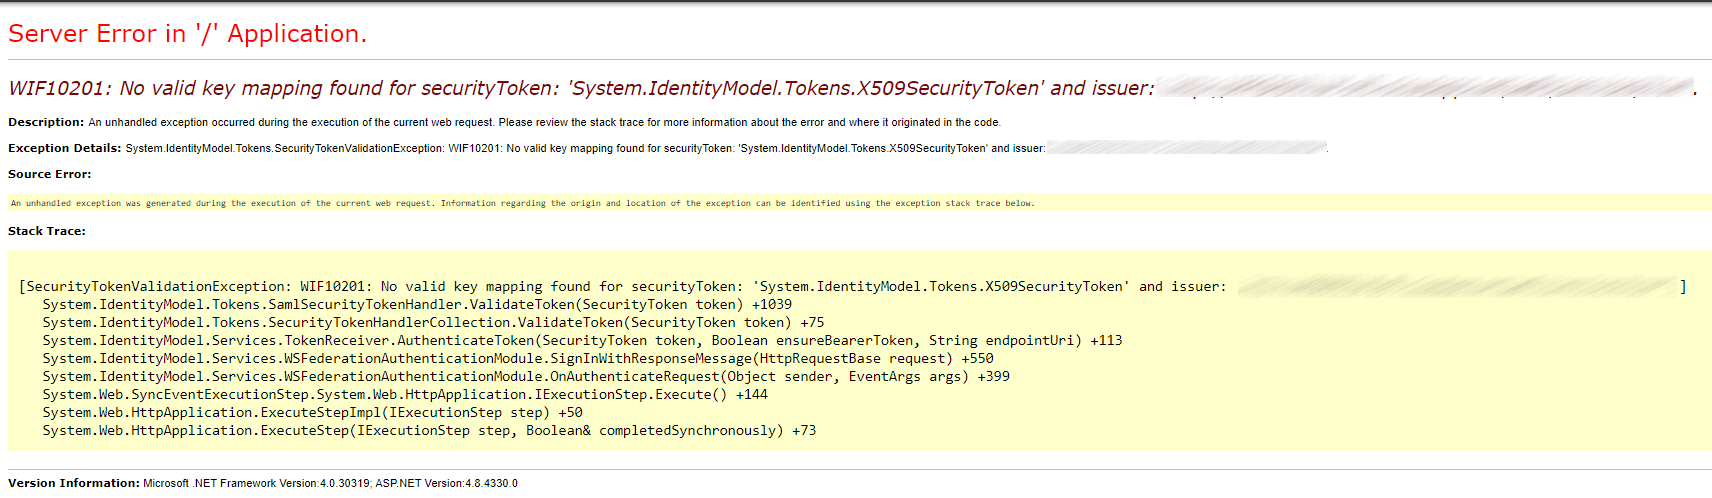 Server Error in '/' Application.
WIF10201: No valid key mapping found for securityToken: 'System.IdentityModel.Tokens.X509SecurityToken' and issuer: .
Description: An unhandled exception occurred during the execution of the current web request. Please review the stack trace for more information about the error and where it originated in the code.
Exception Details: System.IdentityModel.Tokens.SecurityTokenValidationException: WIF10201: No valid key mapping found for securityToken: 'System.IdentityModel.Tokens.X509SecurityToken' and issuer: .
Source Error:
An unhandled exception was generated during the execution of the current web request. Information regarding the origin and location of the exception can be identified using the exception stack trace below.
Stack Trace:
[SecurityTokenValidationException: WIF10201: No valid key mapping found for securityToken: 'System.IdentityModel.Tokens.X509SecurityToken' and issuer: ]
System.IdentityModel.Tokens.SamlSecurityTokenHandler.ValidateToken(SecurityToken token) +1039
System.IdentityModel.Tokens.SecurityTokenHandlerCollection.ValidateToken(SecurityToken token) +75
System.IdentityModel.Services.TokenReceiver.AuthenticateToken(SecurityToken token, Boolean ensureBearerToken, String endpointUri) +113
System.IdentityModel.Services.WSFederationAuthenticationModule.SignInWithResponseMessage(HttpRequestBase request) +550
System.IdentityModel.Services.WSFederationAuthenticationModule.OnAuthenticateRequest(Object sender, EventArgs args) +399
System.Web.SyncEventExecutionStep.System.Web.HttpApplication.IExecutionStep.Execute() +144
System.Web.HttpApplication.ExecuteStepImpl(IExecutionStep step) +50
System.Web.HttpApplication.ExecuteStep(IExecutionStep step, Boolean& completedSynchronously) +73
Version Information: Microsoft .NET Framework Version:4.0.30319; ASP.NET Version:4.8.4330.0